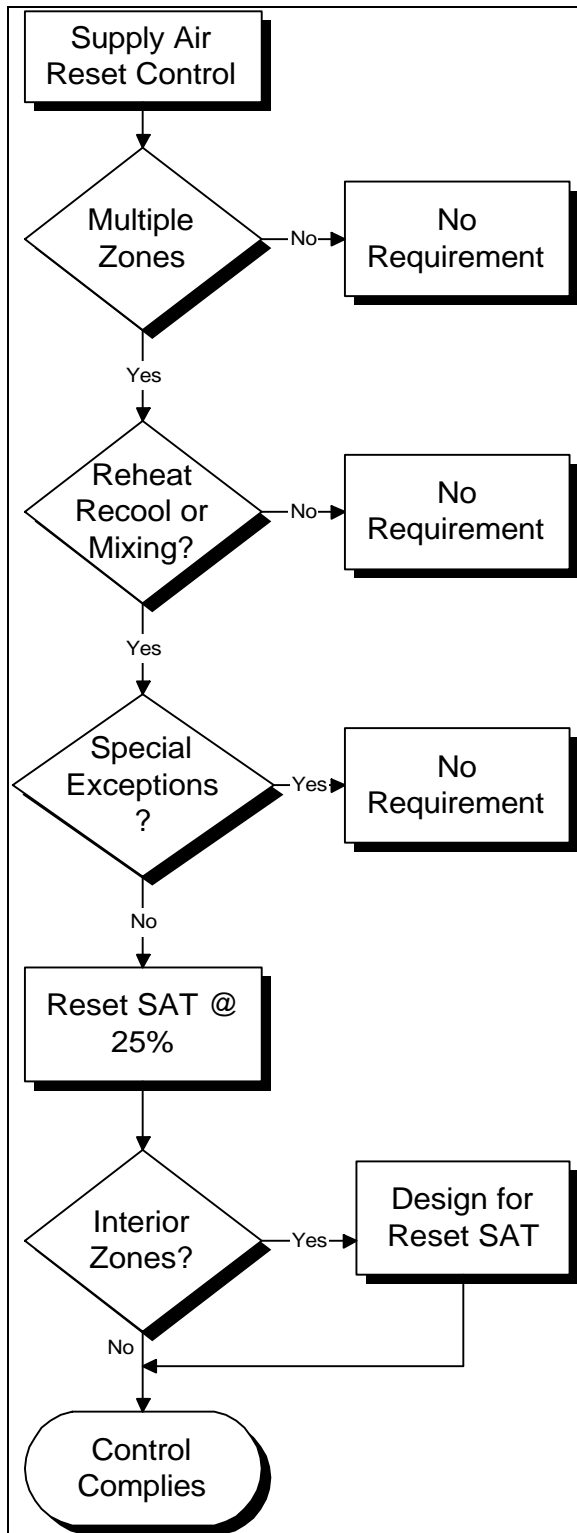 Supply Air
Reset Control
Multiple
Zones
No
No
Requirement
Yes
Reheat
Recool or
Mixing?
No
No
Requirement
Yes
Special
Exceptions
?
Yes
No
Requirement
No
Reset SAT @
25%
Interior
Zones?
Yes
Design for
Reset SAT
No
Control
Complies